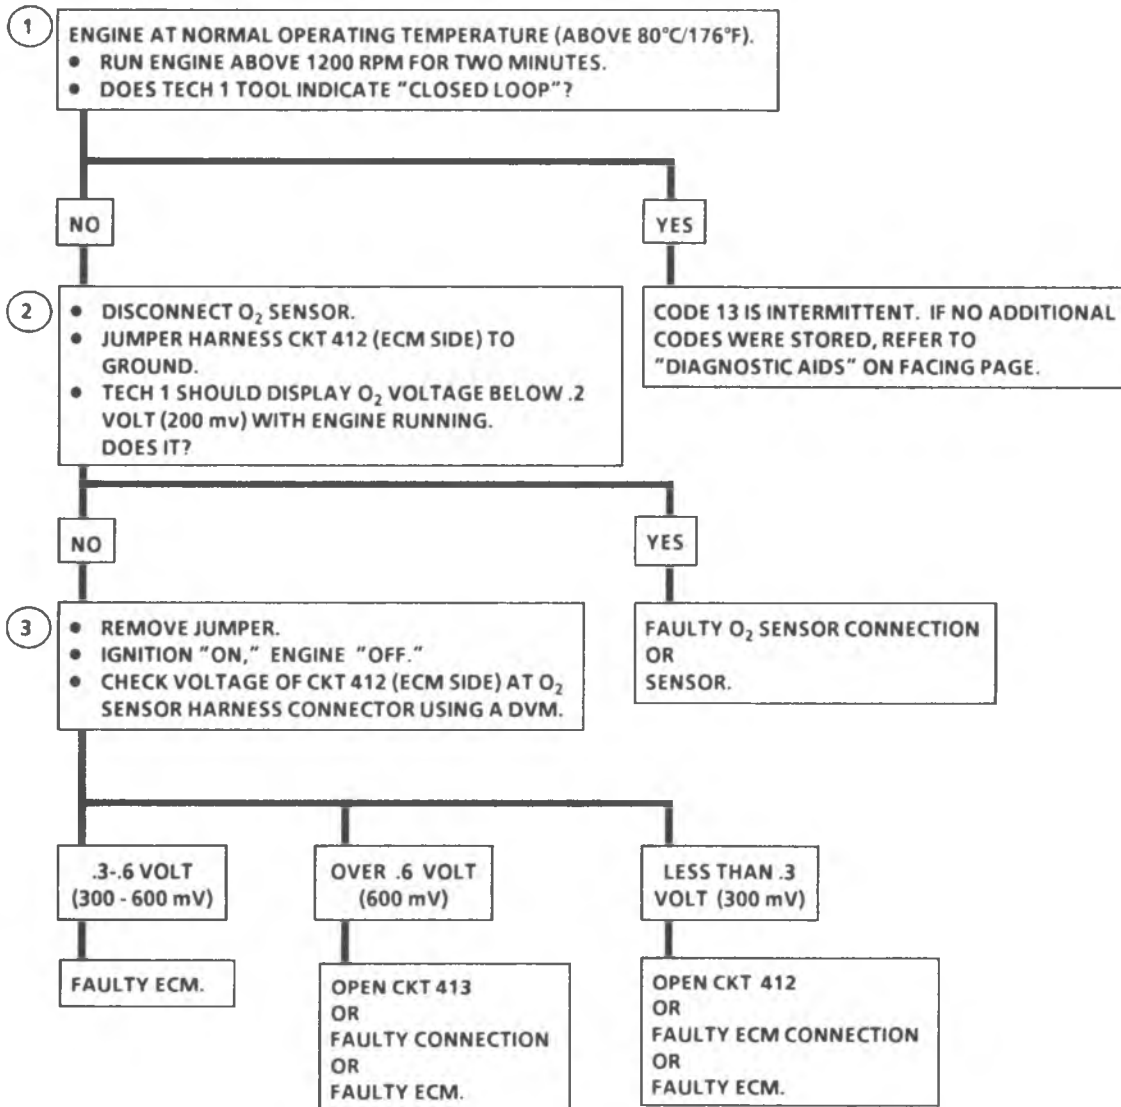 1
ENGINE AT NORMAL OPERATING TEMPERATURE (ABOVE 80°C/176°F).
● RUN ENGINE ABOVE 1200 RPM FOR TWO MINUTES.
● DOES TECH 1 TOOL INDICATE "CLOSED LOOP"?
NO
YES
2
● DISCONNECT O₂ SENSOR.
● JUMPER HARNESS CKT 412 (ECM SIDE) TO
GROUND.
● TECH 1 SHOULD DISPLAY O₂ VOLTAGE BELOW .2
VOLT (200 mv) WITH ENGINE RUNNING.
DOES IT?
CODE 13 IS INTERMITTENT. IF NO ADDITIONAL
CODES WERE STORED, REFER TO
"DIAGNOSTIC AIDS" ON FACING PAGE.
NO
YES
3
● REMOVE JUMPER.
● IGNITION "ON," ENGINE "OFF."
● CHECK VOLTAGE OF CKT 412 (ECM SIDE) AT O₂
SENSOR HARNESS CONNECTOR USING A DVM.
FAULTY O₂ SENSOR CONNECTION
OR
SENSOR.
.3-.6 VOLT
(300 - 600 mV)
OVER .6 VOLT
(600 mV)
LESS THAN .3
VOLT (300 mV)
FAULTY ECM.
OPEN CKT 413
OR
FAULTY CONNECTION
OR
FAULTY ECM.
OPEN CKT 412
OR
FAULTY ECM CONNECTION
OR
FAULTY ECM.